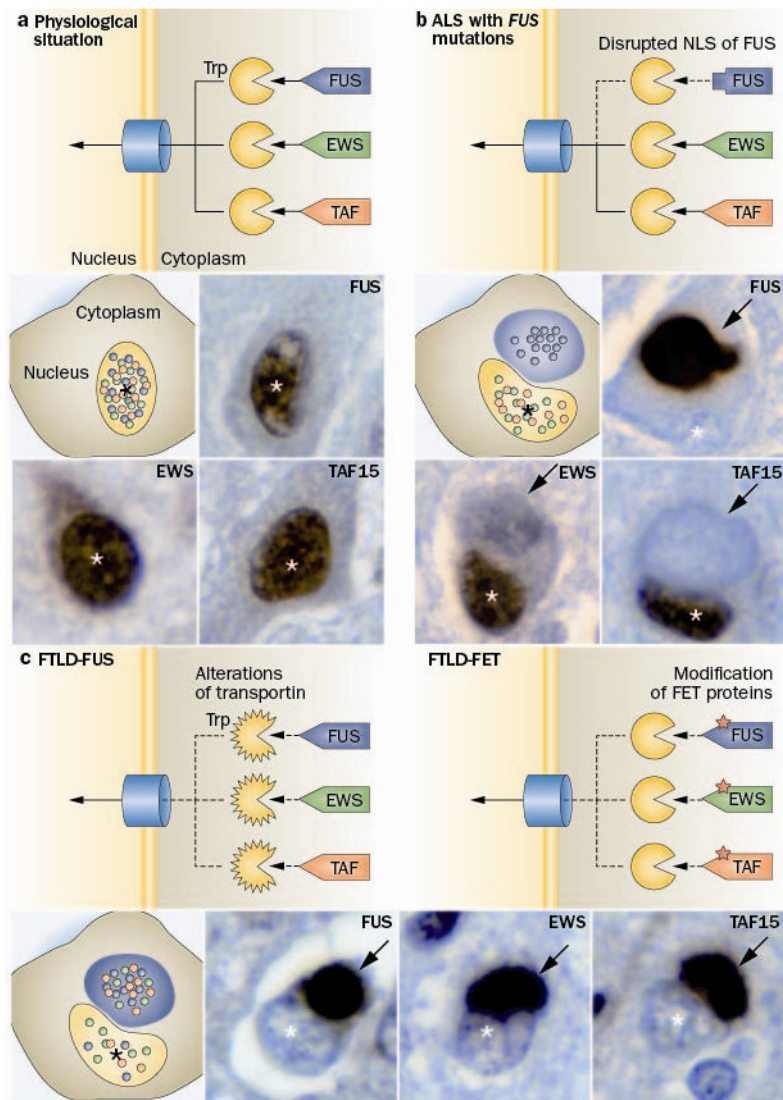 a Physiological
situation
Trp
FUS
EWS
TAF
Nucleus
Cytoplasm
b ALS with FUS
mutations
Disrupted NLS of FUS
FUS
EWS
TAF
Cytoplasm
Nucleus
*
FUS
*
EWS
*
TAF15
*
*
FUS
*
EWS
*
TAF15
*
c FTLD-FUS
Alterations
of transportin
Trp
FUS
EWS
TAF
FTLD-FET
Modification
of FET proteins
FUS
EWS
TAF
*
FUS
*
EWS
*
TAF15
*